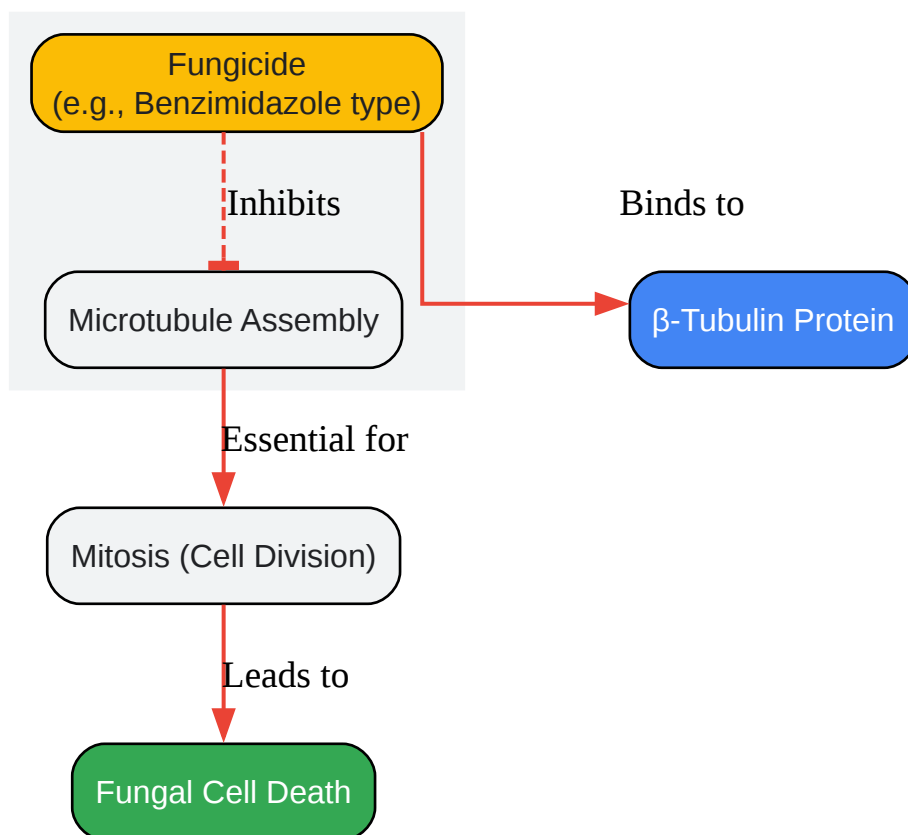 Fungicide
(e.g., Benzimidazole type)
Inhibits
Binds to
Microtubule Assembly
β-Tubulin Protein
Essential for
Mitosis (Cell Division)
Leads to
Fungal Cell Death